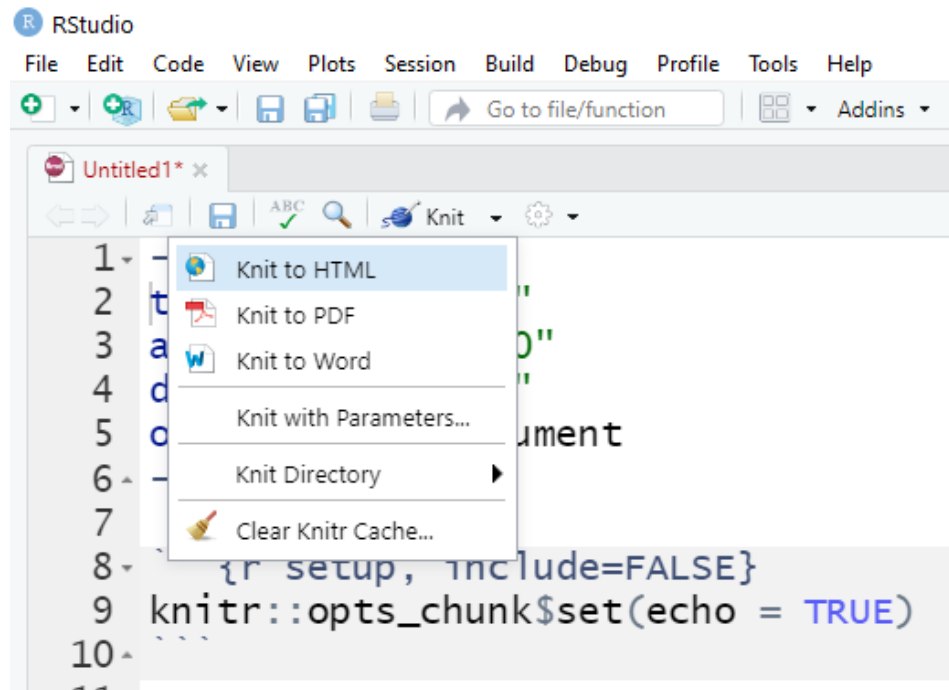 R RStudio
File Edit Code View Plots Session Build Debug Profile Tools Help
R Go to file/function Addins
Untitled1*
ABC Knit
Knit to HTML
Knit to PDF
Knit to Word
Knit with Parameters...
Knit Directory
Clear Knitr Cache...
1 -
2 t "
3 a 0"
4 d "
5 o ument
6 -
7
8 ` {r setup, include=FALSE}
9 knitr::opts_chunk$set(echo = TRUE)
10 ```